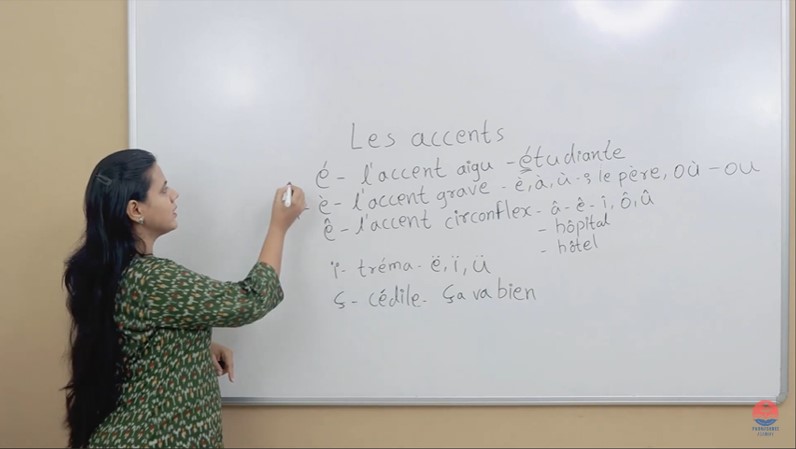 Les accents
é - l'accent aigu - étudiante
è - l'accent grave - è, à, ù - le père, où - ou
ê - l'accent circonflex - â - ê - î, ô, û
- hôpital
- hôtel
ï - tréma - ë, ï, ü
ç - cédile - ça va bien